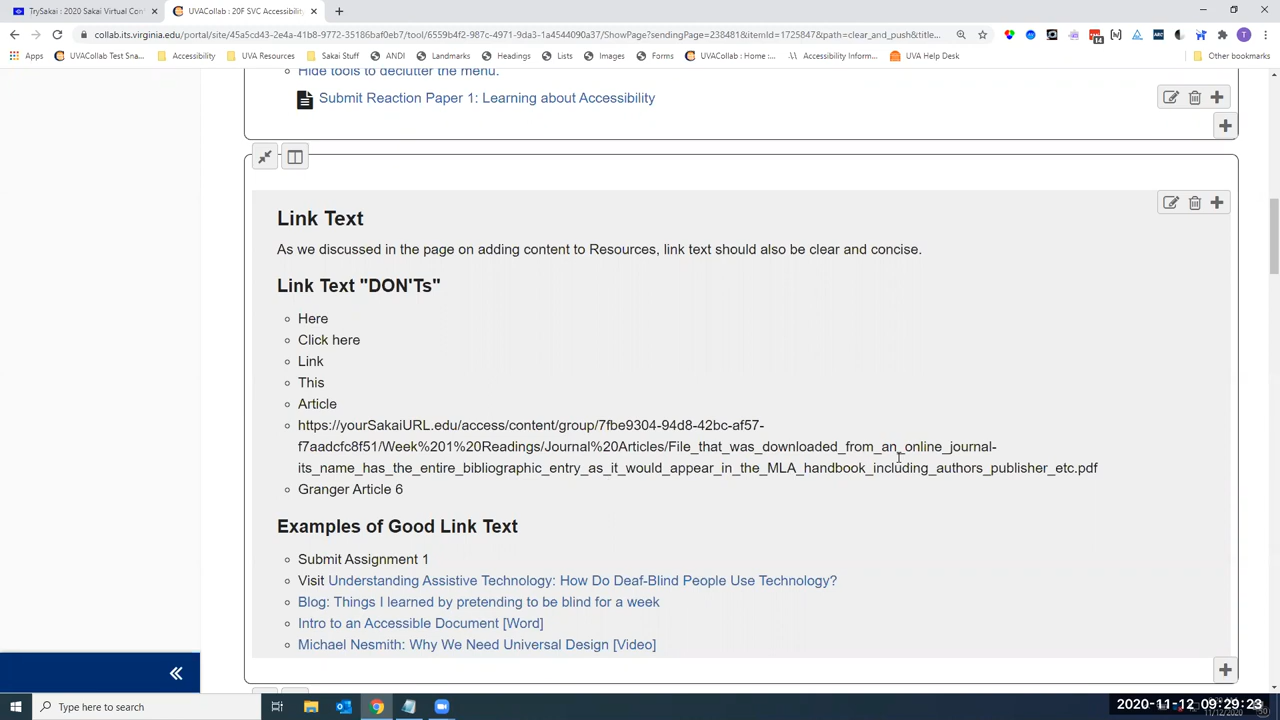 TrySakai : 2020 Sakai Virtual Con
UVACollab : 20F SVC Accessibility
collab.its.virginia.edu/portal/site/45a5cd43-2e4a-41b8-9772-35186baf0ee7/tool/6559b4f2-987c-4971-9da3-1a4544090a37/ShowPage?sendingPage=238481&itemId=1725847&path=clear_and_push&title...
14
T
Apps
UVACollab Test Sna...
Accessibility
UVA Resources
Sakai Stuff
ANDI
Landmarks
Headings
Lists
Images
Forms
UVACollab : Home :...
Accessibility Inform...
UVA Help Desk
Other bookmarks
Hide tools to declutter the menu.
Submit Reaction Paper 1: Learning about Accessibility
Link Text
As we discussed in the page on adding content to Resources, link text should also be clear and concise.
Link Text "DON'Ts"
Here
Click here
Link
This
Article
https://yourSakaiURL.edu/access/content/group/7fbe9304-94d8-42bc-af57-
f7aadcfc8f51/Week%201%20Readings/Journal%20Articles/File_that_was_downloaded_from_an_online_journal-
its_name_has_the_entire_bibliographic_entry_as_it_would_appear_in_the_MLA_handbook_including_authors_publisher_etc.pdf
Granger Article 6
Examples of Good Link Text
Submit Assignment 1
Visit Understanding Assistive Technology: How Do Deaf-Blind People Use Technology?
Blog: Things I learned by pretending to be blind for a week
Intro to an Accessible Document [Word]
Michael Nesmith: Why We Need Universal Design [Video]
Type here to search
2020-11-12 09:29:23